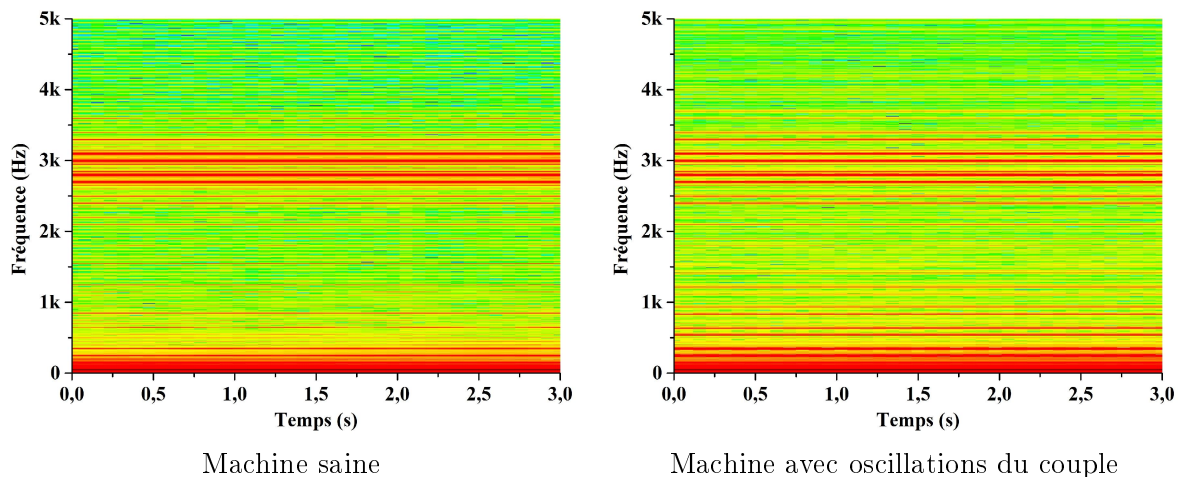 5k
4k
3k
2k
1k
0
Fréquence (Hz)
0,0 0,5 1,0 1,5 2,0 2,5 3,0
Temps (s)
Machine saine
5k
4k
3k
2k
1k
0
Fréquence (Hz)
0,0 0,5 1,0 1,5 2,0 2,5 3,0
Temps (s)
Machine avec oscillations du couple